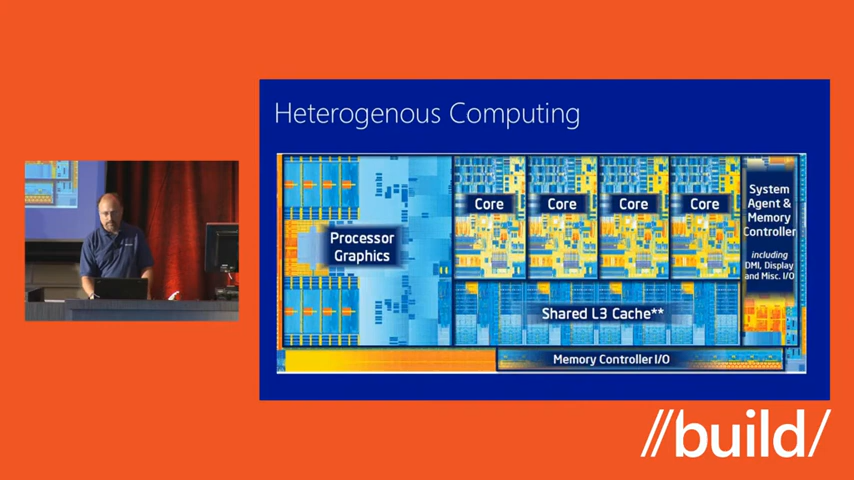 Heterogenous Computing
Processor
Graphics
Core
Core
Core
Core
System
Agent &
Memory
Controller
including
DMI, Display
and Misc. I/O
Shared L3 Cache**
Memory Controller I/O
//build/